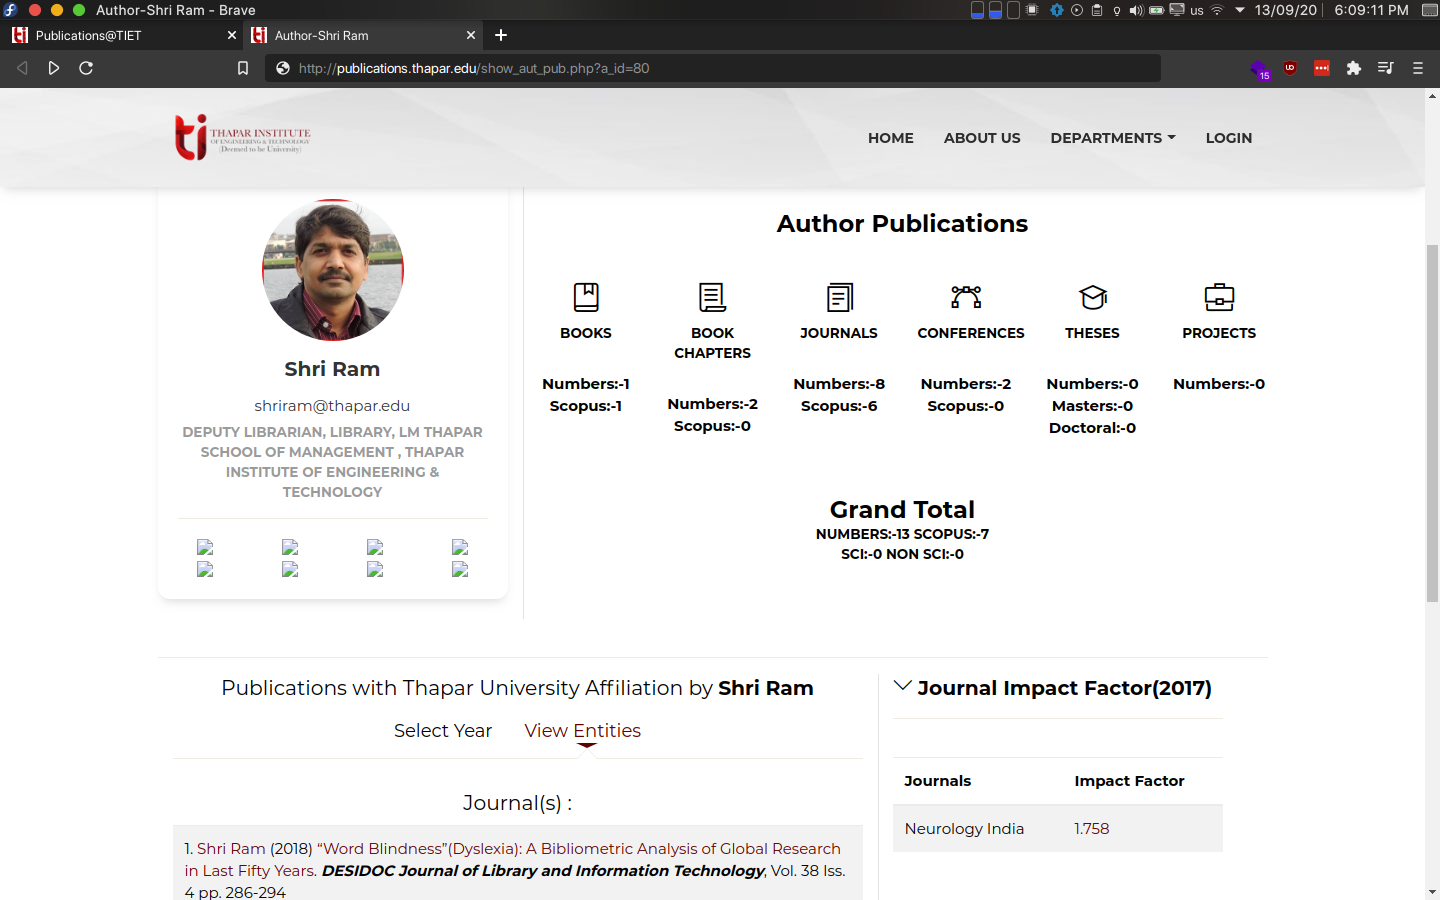 Author-Shri Ram - Brave
us
13/09/20
6:09:11 PM
Publications@TIET
Author-Shri Ram
http://publications.thapar.edu/show_aut_pub.php?a_id=80
15
ti THAPAR INSTITUTE
OF ENGINEERING & TECHNOLOGY
(Deemed to be University)
HOME
ABOUT US
DEPARTMENTS
LOGIN
Shri Ram
shriram@thapar.edu
DEPUTY LIBRARIAN, LIBRARY, LM THAPAR
SCHOOL OF MANAGEMENT , THAPAR
INSTITUTE OF ENGINEERING &
TECHNOLOGY
Author Publications
BOOKS
Numbers:-1
Scopus:-1
BOOK
CHAPTERS
Numbers:-2
Scopus:-0
JOURNALS
Numbers:-8
Scopus:-6
CONFERENCES
Numbers:-2
Scopus:-0
THESES
Numbers:-0
Masters:-0
Doctoral:-0
PROJECTS
Numbers:-0
Grand Total
NUMBERS:-13 SCOPUS:-7
SCI:-0 NON SCI:-0
Publications with Thapar University Affiliation by Shri Ram
Select Year
View Entities
Journal(s) :
1. Shri Ram (2018) “Word Blindness”(Dyslexia): A Bibliometric Analysis of Global Research
in Last Fifty Years. DESIDOC Journal of Library and Information Technology, Vol. 38 Iss.
4 pp. 286-294
Journal Impact Factor(2017)
Journals
Impact Factor
Neurology India
1.758